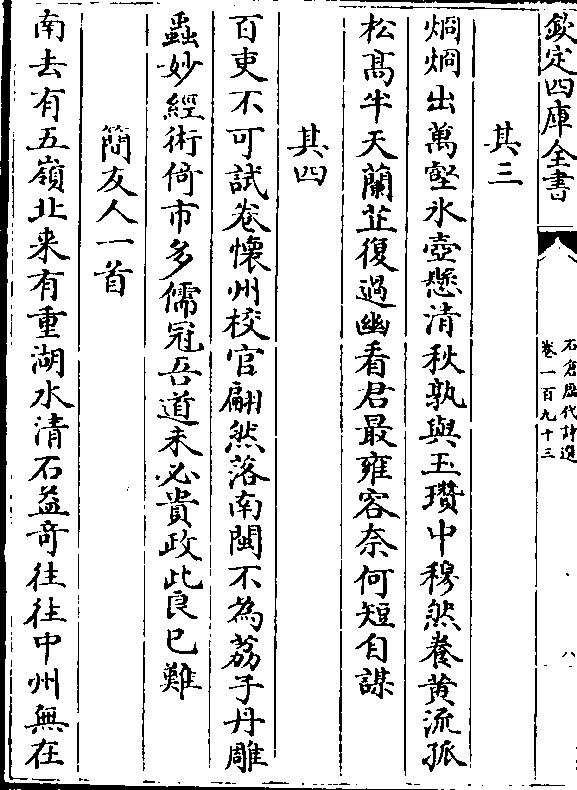 欽定四庫全書
石倉歷代詩選
卷一百九十三
八
其三
烱烱出萬壑氷壺懸清秋孰與玉瓚中穆然養黄流孤
松髙半天蘭芷復過幽看君最雍容奈何短自謀
其四
百吏不可試卷懷州校官翩然落南閩不為荔子丹雕
蟲妙經術倚市多儒冠吾道未必貴政此良已難
簡友人一首
南去有五嶺北来有重湖水清石益竒往往中州無在